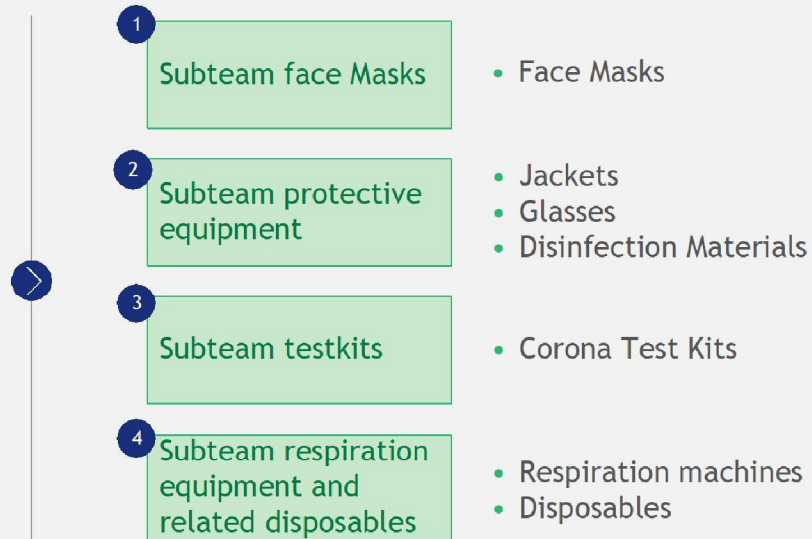 1
Subteam face Masks
• Face Masks
2
Subteam protective
equipment
• Jackets
• Glasses
• Disinfection Materials
3
Subteam testkits
• Corona Test Kits
4
Subteam respiration
equipment and
related disposables
• Respiration machines
• Disposables